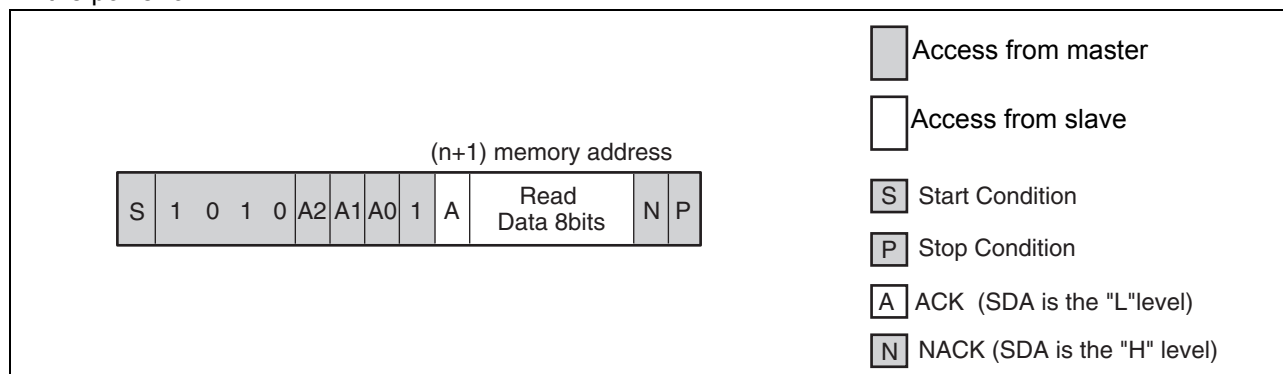 (n+1) memory address
S 1 0 1 0 A2 A1 A0 1 A Read Data 8bits N P
Access from master
Access from slave
S Start Condition
P Stop Condition
A ACK (SDA is the "L"level)
N NACK (SDA is the "H" level)